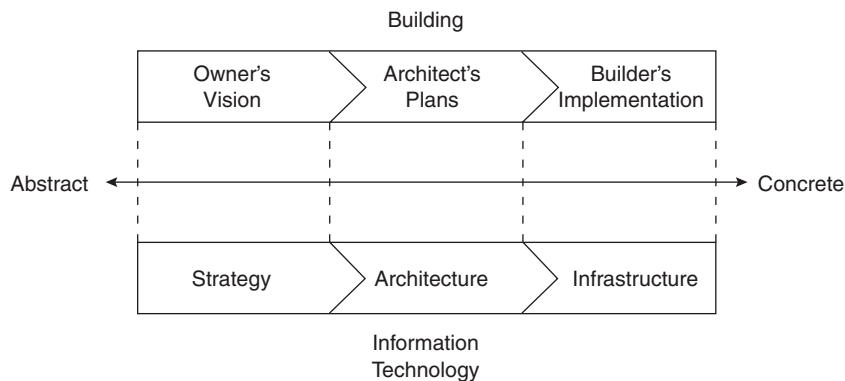 Building
Owner's
Vision
Architect's
Plans
Builder's
Implementation
Abstract
Concrete
Strategy
Architecture
Infrastructure
Information
Technology